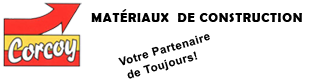 Corcoy
MATÉRIAUX DE CONSTRUCTION
Votre Partenaire
de Toujours!